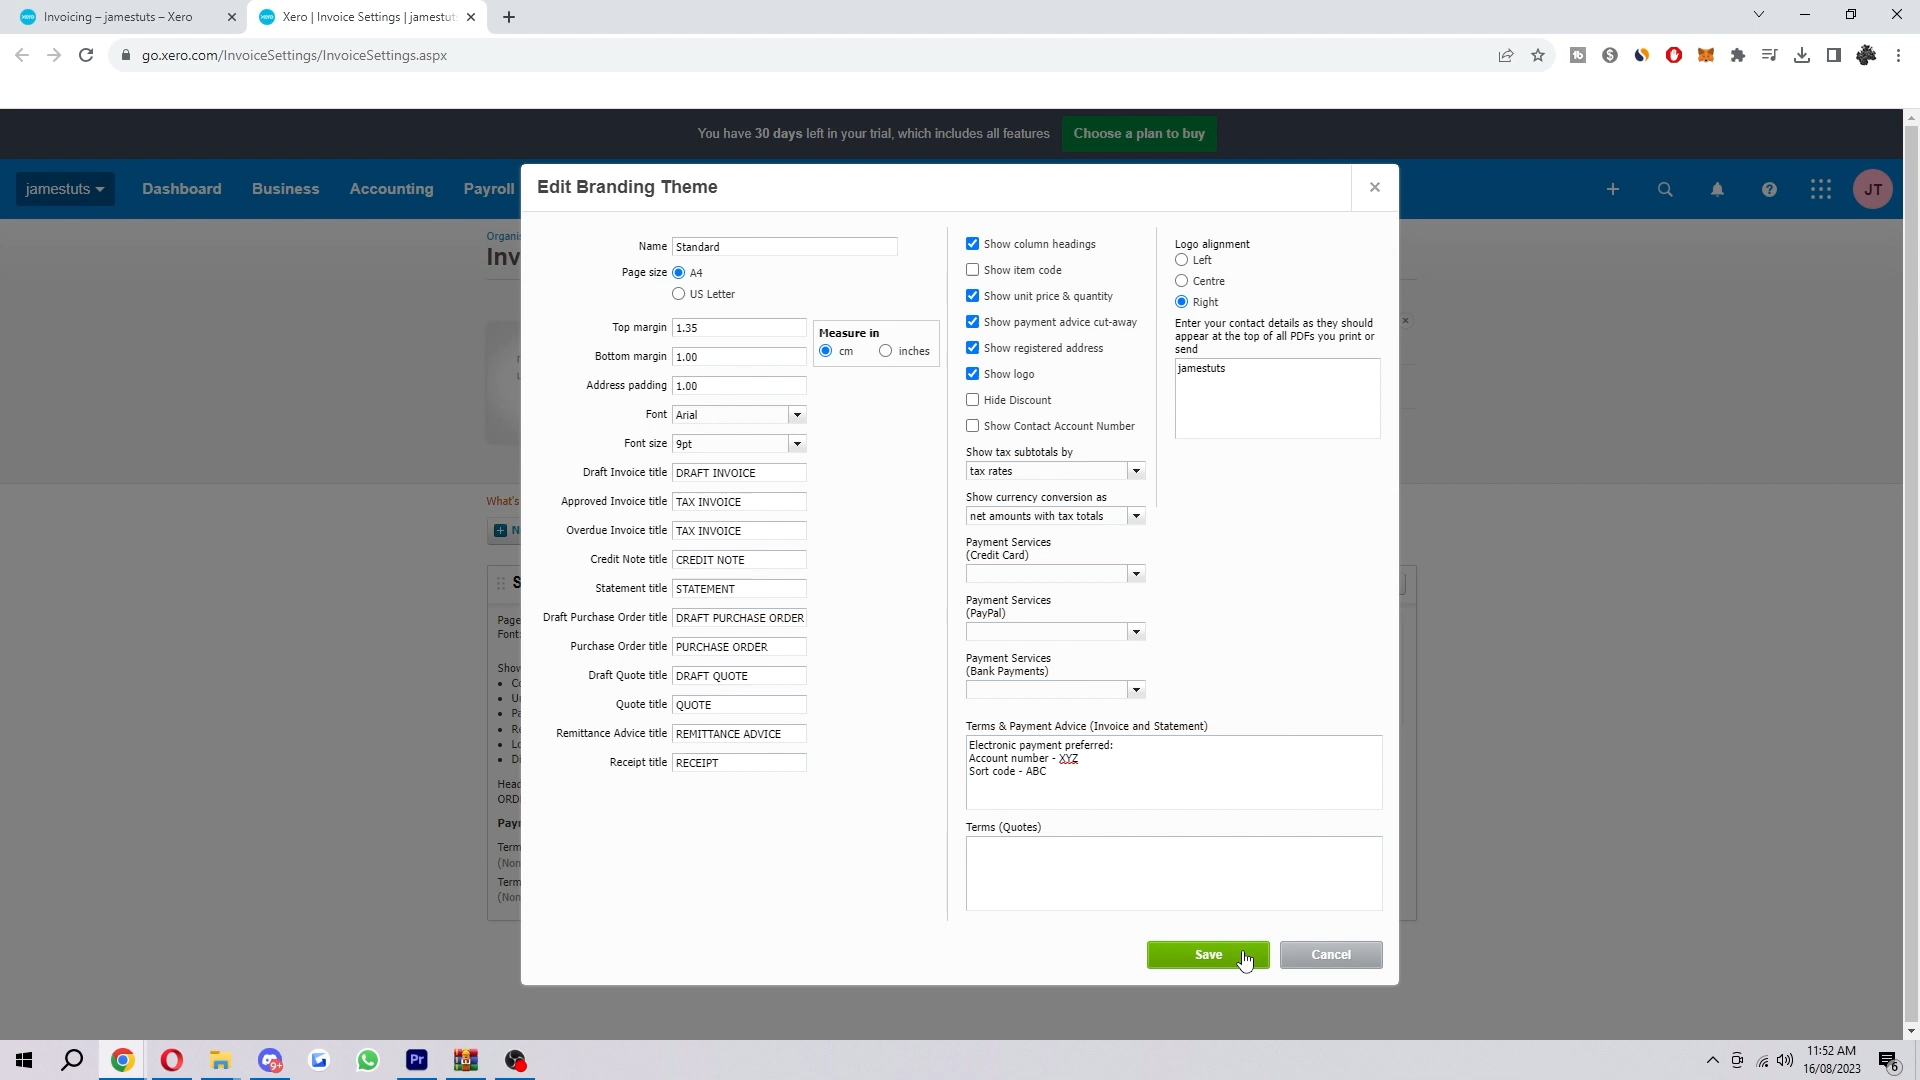 Invoicing – jamestuts – Xero
Xero | Invoice Settings | jamestuts
go.xero.com/InvoiceSettings/InvoiceSettings.aspx
You have 30 days left in your trial, which includes all features
Choose a plan to buy
jamestuts
Dashboard
Business
Accounting
Payroll
JT
Edit Branding Theme
Name
Standard
Page size
A4
US Letter
Top margin
1.35
Measure in
cm
inches
Bottom margin
1.00
Address padding
1.00
Font
Arial
Font size
9pt
Draft Invoice title
DRAFT INVOICE
Approved Invoice title
TAX INVOICE
Overdue Invoice title
TAX INVOICE
Credit Note title
CREDIT NOTE
Statement title
STATEMENT
Draft Purchase Order title
DRAFT PURCHASE ORDER
Purchase Order title
PURCHASE ORDER
Draft Quote title
DRAFT QUOTE
Quote title
QUOTE
Remittance Advice title
REMITTANCE ADVICE
Receipt title
RECEIPT
Show column headings
Show item code
Show unit price & quantity
Show payment advice cut-away
Show registered address
Show logo
Hide Discount
Show Contact Account Number
Show tax subtotals by
tax rates
Show currency conversion as
net amounts with tax totals
Payment Services
(Credit Card)
Payment Services
(PayPal)
Payment Services
(Bank Payments)
Logo alignment
Left
Centre
Right
Enter your contact details as they should
appear at the top of all PDFs you print or
send
jamestuts
Terms & Payment Advice (Invoice and Statement)
Electronic payment preferred:
Account number - XYZ
Sort code - ABC
Terms (Quotes)
Save
Cancel
What's
Page
Font
11:52 AM
16/08/2023